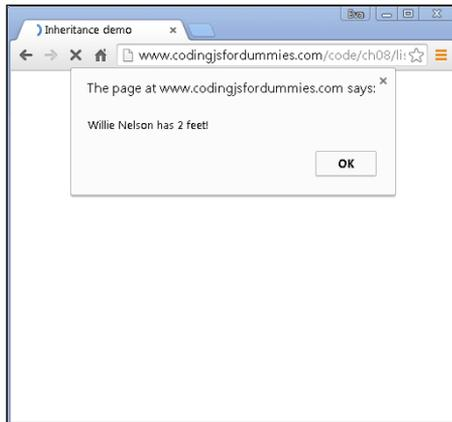 Eva
Inheritance demo
www.codingjsfordummies.com/code/ch08/li
The page at www.codingjsfordummies.com says:
Willie Nelson has 2 feet!
OK